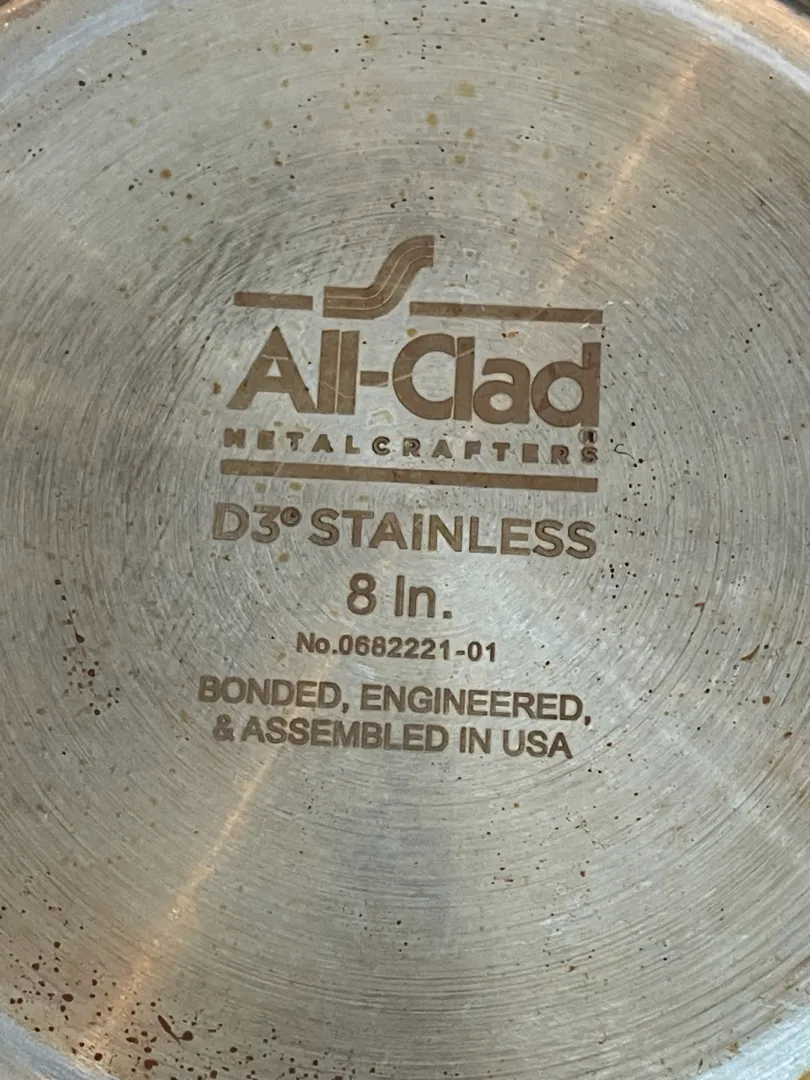 All-Clad
METALCRAFTERS®
D3® STAINLESS
8 In.
No.0682221-01
BONDED, ENGINEERED,
& ASSEMBLED IN USA